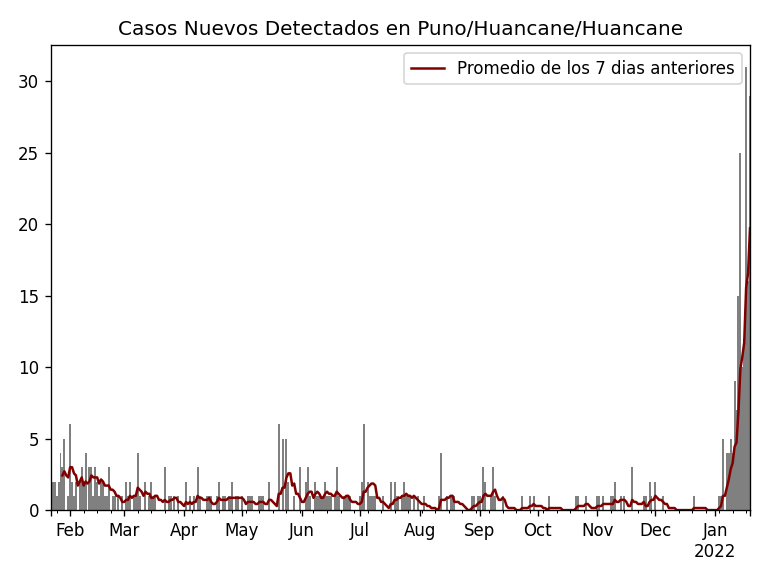 Casos Nuevos Detectados en Puno/Huancane/Huancane
Promedio de los 7 dias anteriores
30
25
20
15
10
5
0
Feb Mar Apr May Jun Jul Aug Sep Oct Nov Dec Jan
2022